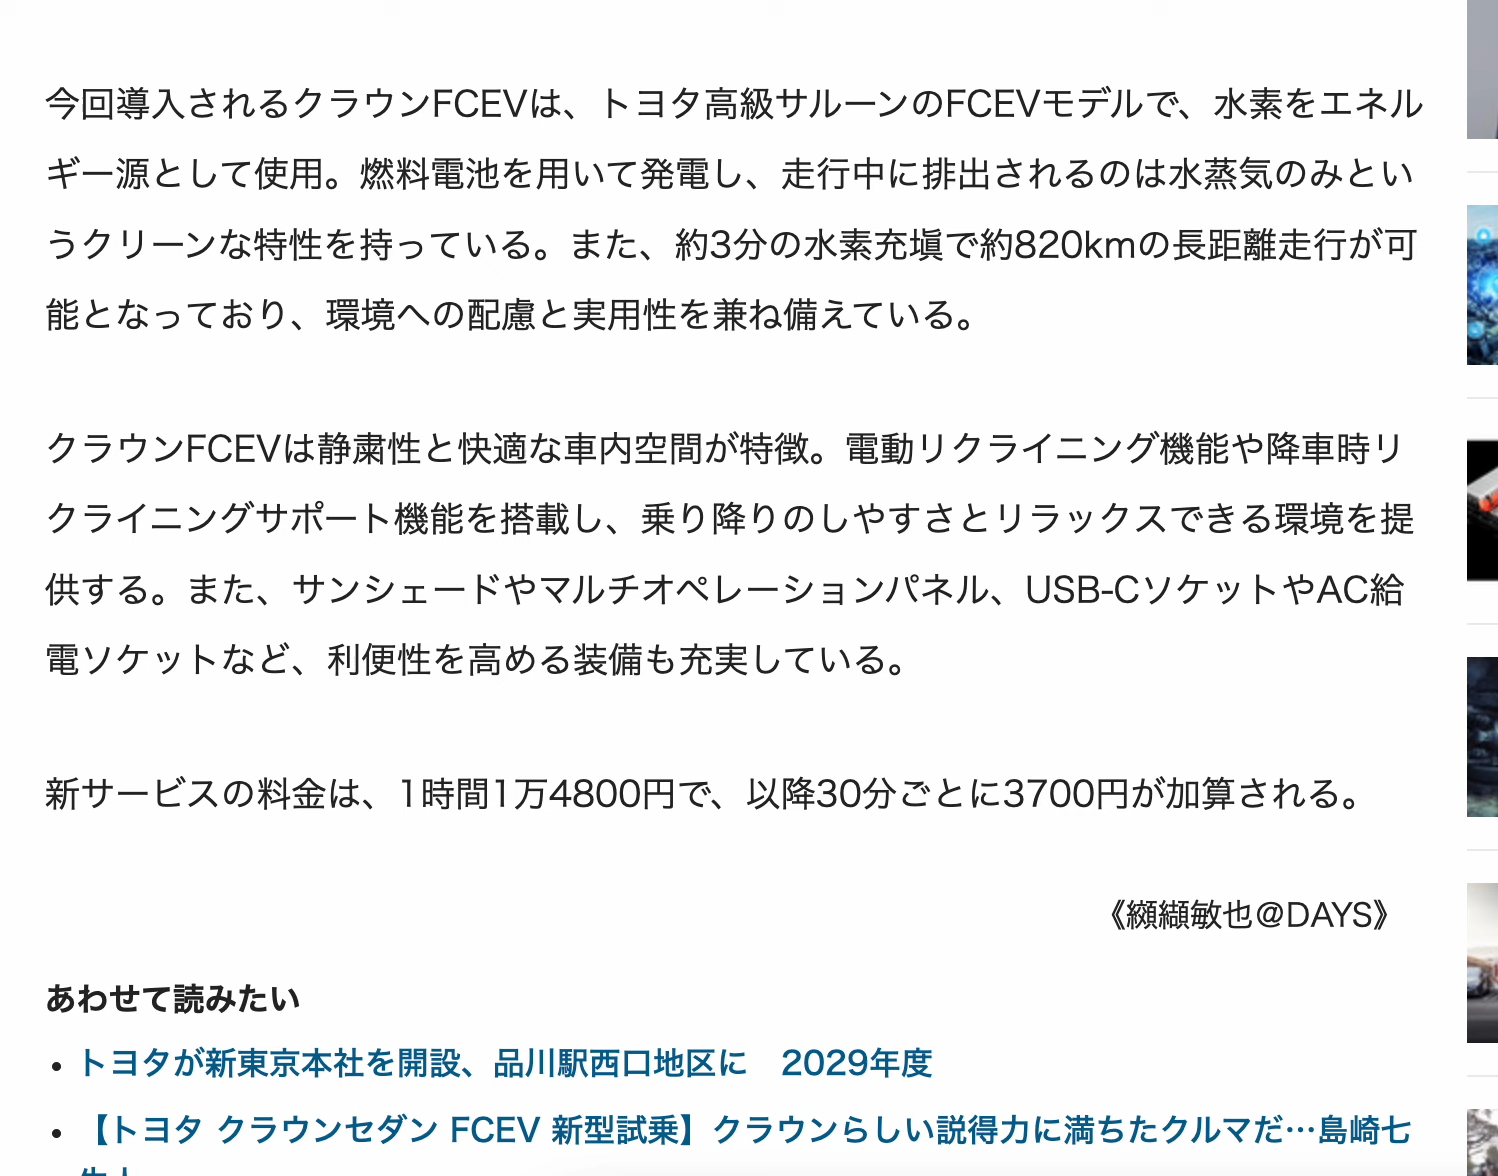 今回導入されるクラウンFCEVは、トヨタ高級サルーンのFCEVモデルで、水素をエネル
ギー源として使用。燃料電池を用いて発電し、走行中に排出されるのは水蒸気のみとい
うクリーンな特性を持っている。また、約3分の水素充塡で約820kmの長距離走行が可
能となっており、環境への配慮と実用性を兼ね備えている。
クラウンFCEVは静粛性と快適な車内空間が特徴。電動リクライニング機能や降車時リ
クライニングサポート機能を搭載し、乗り降りのしやすさとリラックスできる環境を提
供する。また、サンシェードやマルチオペレーションパネル、USB-CソケットやAC給
電ソケットなど、利便性を高める装備も充実している。
新サービスの料金は、1時間1万4800円で、以降30分ごとに3700円が加算される。
《纐纈敏也@DAYS》
あわせて読みたい
• トヨタが新東京本社を開設、品川駅西口地区に　2029年度
• 【トヨタ クラウンセダン FCEV 新型試乗】クラウンらしい説得力に満ちたクルマだ…島崎七